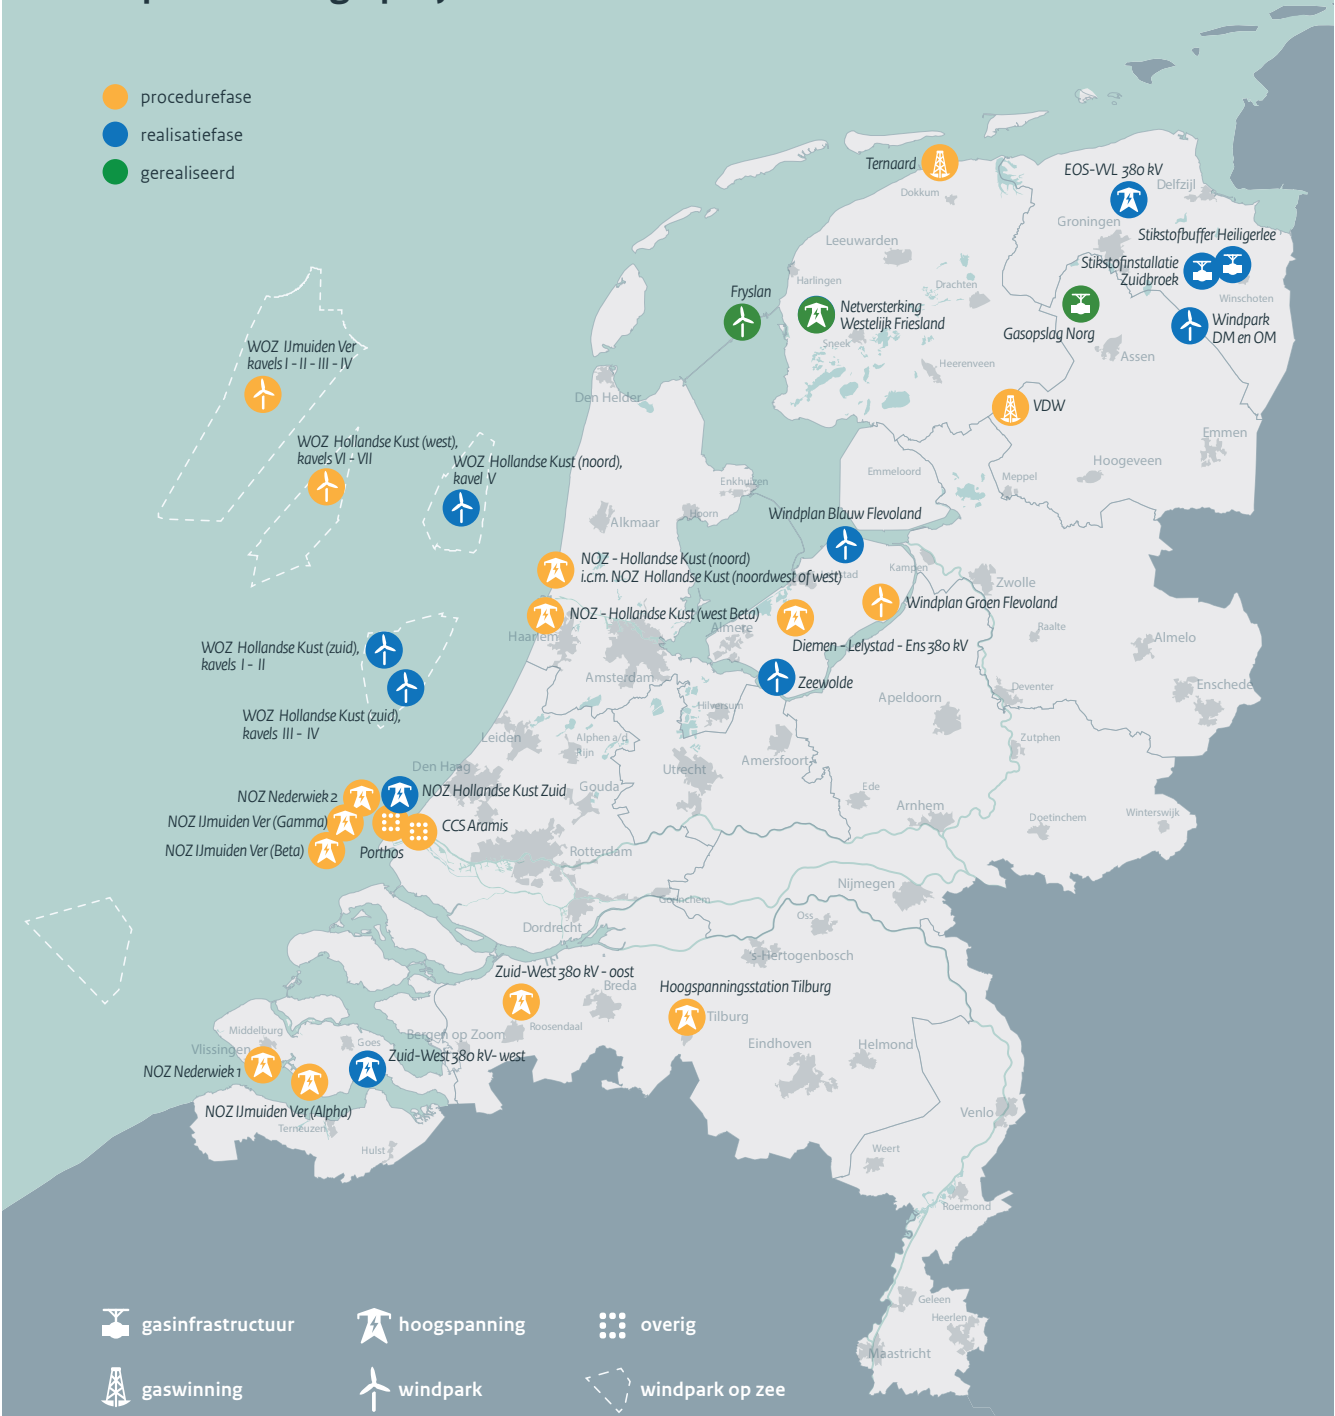 procedurefase
realisatiefase
gerealiseerd
Ternaard
Dokkum
EOS-VVL 380 kV
Delfzijl
Groningen
Stikstofbuffer Heiligerlee
Leeuwarden
Stikstofinstallatie
Zuidbroek
Harlingen
Drachten
Winschoten
Fryslan
Netversterking
Westelijk Friesland
Gasopslag Norg
Windpark
DM en OM
Sneek
Assen
WOZ IJmuiden Ver
kavels I - II - III - IV
Heerenveen
Den Helder
VDW
Emmen
WOZ Hollandse Kust (west),
kavels VI - VII
WOZ Hollandse Kust (noord),
kavel V
Hoogeveen
Emmeloord
Meppel
Enkhuizen
Hoorn
Alkmaar
Windplan Blauw Flevoland
NOZ - Hollandse Kust (noord)
i.c.m. NOZ Hollandse Kust (noordwest of west)
Kampen
Zwolle
NOZ - Hollandse Kust (west Beta)
Windplan Groen Flevoland
Haarlem
Almere
Raalte
Almelo
Diemen - Lelystad - Ens 380 kV
WOZ Hollandse Kust (zuid),
kavels I - II
Amsterdam
Zeewolde
Apeldoorn
Deventer
Enschede
Hilversum
WOZ Hollandse Kust (zuid),
kavels III - IV
Leiden
Alphen a/d
Rijn
Zutphen
Amersfoort
Den Haag
Utrecht
NOZ Nederwiek 2
NOZ Hollandse Kust Zuid
Gouda
Ede
Arnhem
NOZ IJmuiden Ver (Gamma)
CCS Aramis
Doetinchem
Winterswijk
NOZ IJmuiden Ver (Beta)
Porthos
Rotterdam
Nijmegen
Gorinchem
Oss
Dordrecht
's-Hertogenbosch
Zuid-West 380 kV - oost
Breda
Hoogspanningsstation Tilburg
Tilburg
Roosendaal
Middelburg
Bergen op Zoom
Goes
Vlissingen
Eindhoven
Helmond
Zuid-West 380 kV- west
NOZ Nederwiek 1
NOZ IJmuiden Ver (Alpha)
Terneuzen
Venlo
Hulst
Weert
Roermond
Geleen
Heerlen
Maastricht
gasinfrastructuur
hoogspanning
overig
gaswinning
windpark
windpark op zee